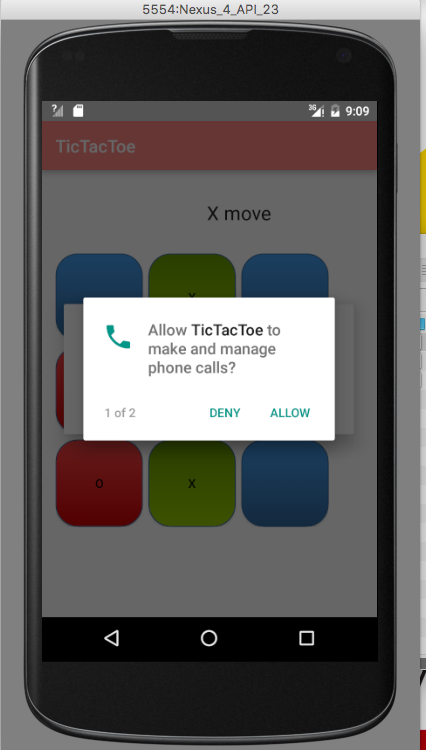 5554:Nexus_4_API_23
3G 9:09
TicTacToe
X move
x
Allow TicTacToe to
make and manage
phone calls?
1 of 2 DENY ALLOW
o x